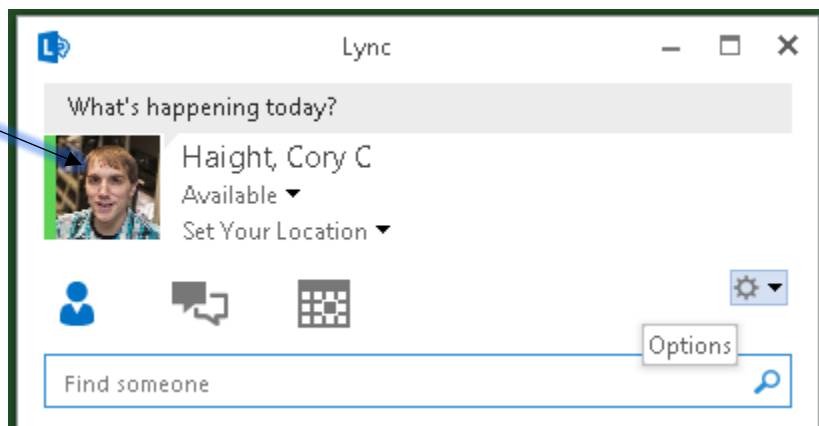 Lync
What's happening today?
Haight, Cory C
Available
Set Your Location
Options
Find someone